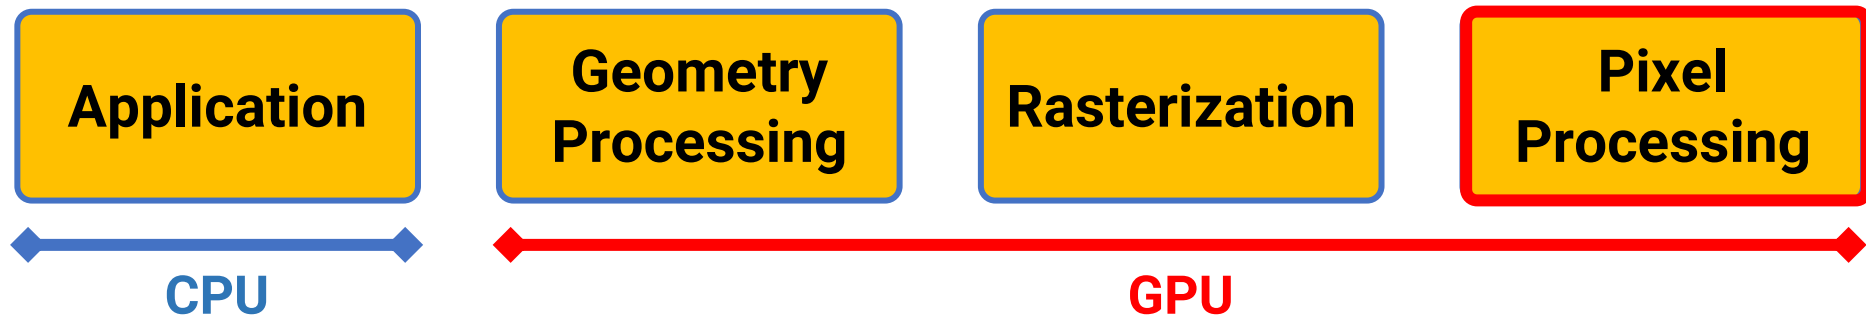 Application
Geometry
Processing
Rasterization
Pixel
Processing
CPU
GPU